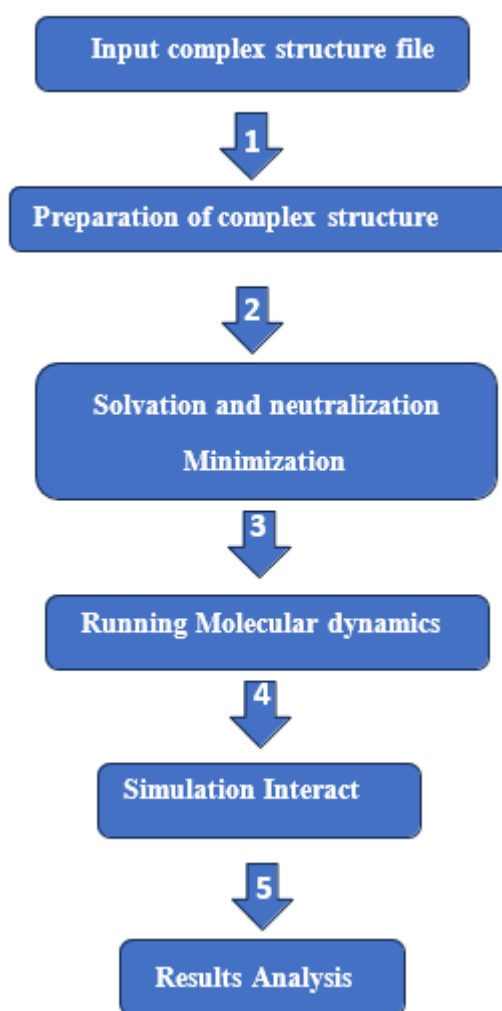 Input complex structure file
1
Preparation of complex structure
2
Solvation and neutralization
Minimization
3
Running Molecular dynamics
4
Simulation Interact
5
Results Analysis